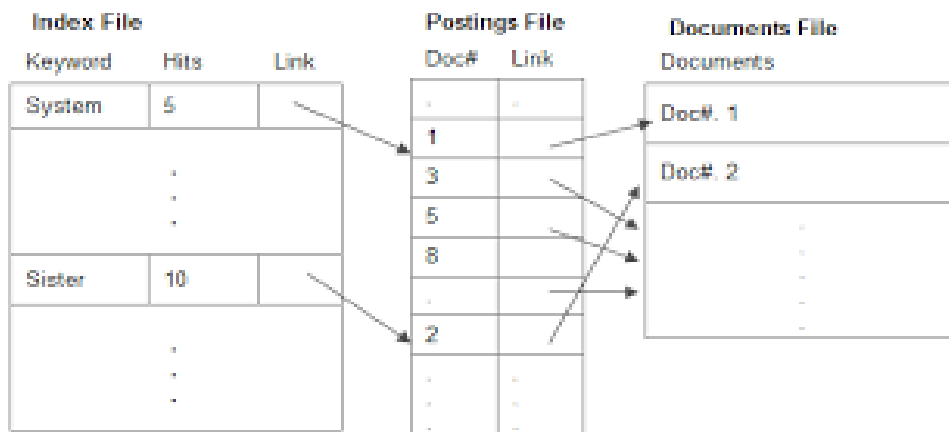 Index File
Keyword Hits Link
System 5
Sister 10
Postings File
Doc# Link
1
3
5
8
2
Documents File
Documents
Doc#. 1
Doc#. 2